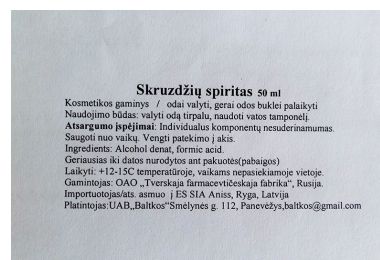 Skruzdžių spiritas 50 ml
Kosmetikos gaminys / odai valyti, gerai odos buklei palaikyti
Naudojimo būdas: valyti odą tirpalu, naudoti vatos tamponėlį.
Atsargumo įspėjimai: Individualus komponentų nesuderinamumas.
Saugoti nuo vaikų. Vengti patekimo į akis.
Ingredients: Alcohol denat, formic acid.
Geriausias iki datos nurodytos ant pakuotės(pabaigos)
Laikyti: +12-15C temperatūroje, vaikams nepasiekiamoje vietoje.
Gamintojas: OAO „Tverskaja farmacevtičeskaja fabrika“, Rusija.
Importuotojas/ats. asmuo į ES SIA Aniss, Ryga, Latvija
Platintojas:UAB„Baltkos“Smėlynės g. 112, Panevėžys,baltkos@gmail.com